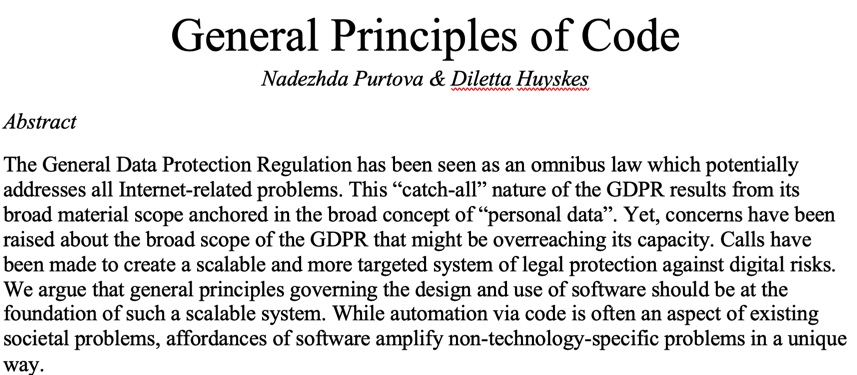 General Principles of Code
Nadezhda Purtova & Diletta Huyskes
Abstract
The General Data Protection Regulation has been seen as an omnibus law which potentially
addresses all Internet-related problems. This “catch-all” nature of the GDPR results from its
broad material scope anchored in the broad concept of “personal data”. Yet, concerns have been
raised about the broad scope of the GDPR that might be overreaching its capacity. Calls have
been made to create a scalable and more targeted system of legal protection against digital risks.
We argue that general principles governing the design and use of software should be at the
foundation of such a scalable system. While automation via code is often an aspect of existing
societal problems, affordances of software amplify non-technology-specific problems in a unique
way.